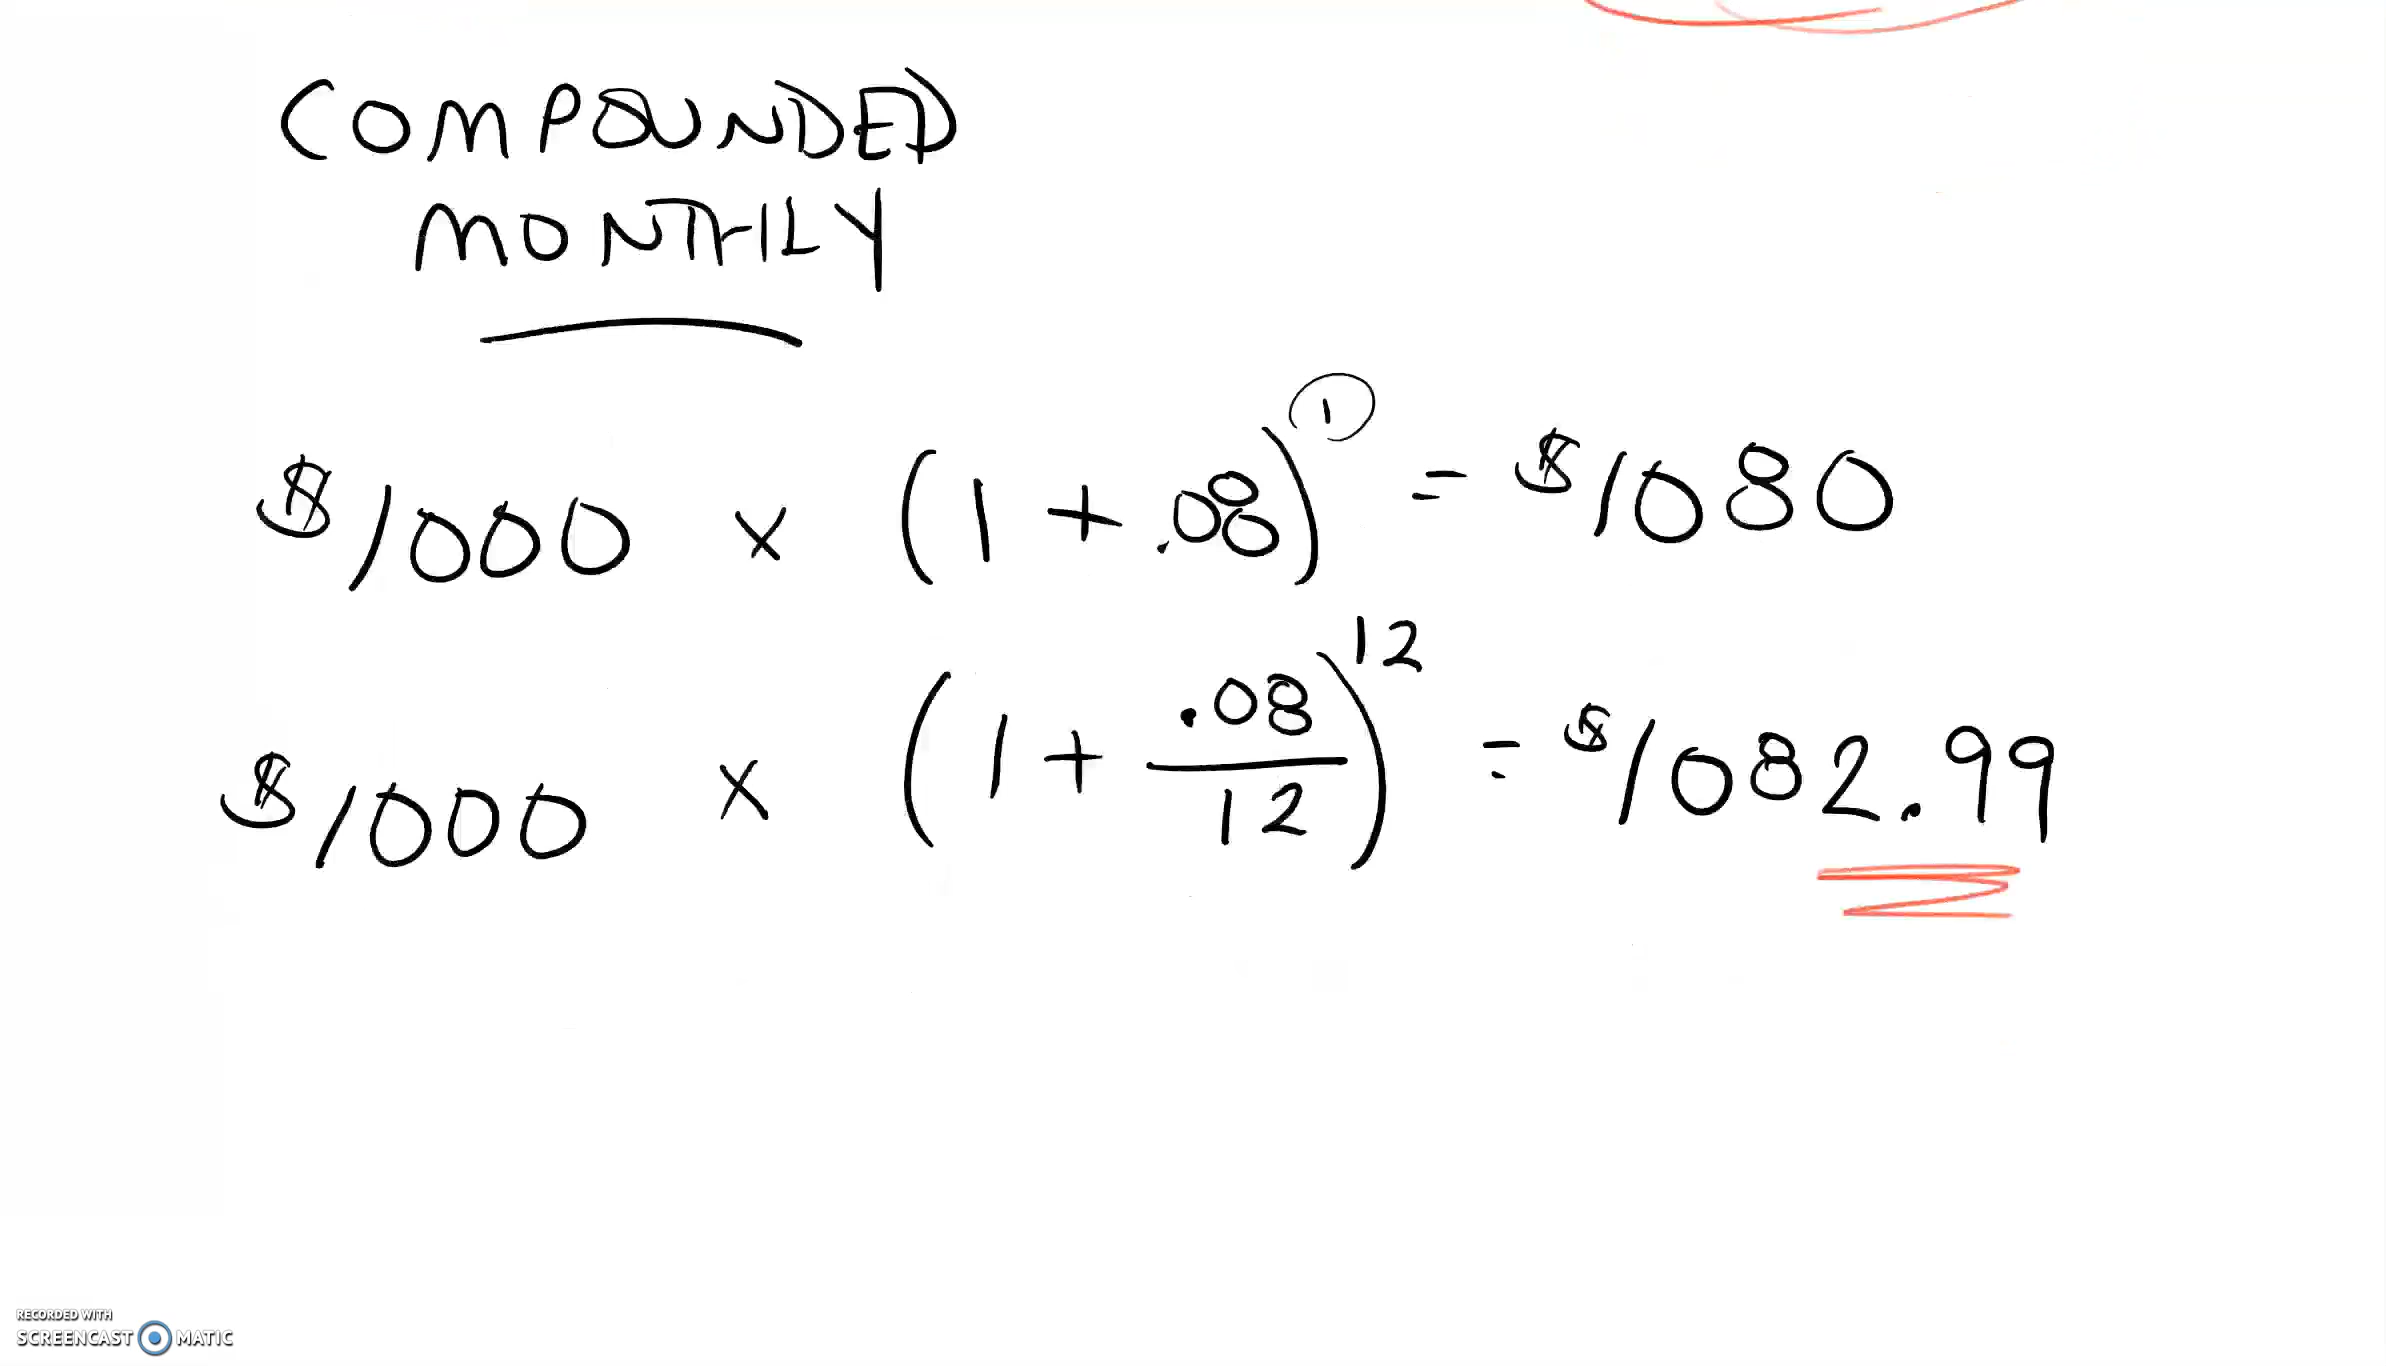 COMPOUNDED
MONTHLY
$1000 x (1 + .08)^1 = $1080
$1000 x (1 + .08/12)^12 = $1082.99
RECORDED WITH
SCREENCAST MATIC